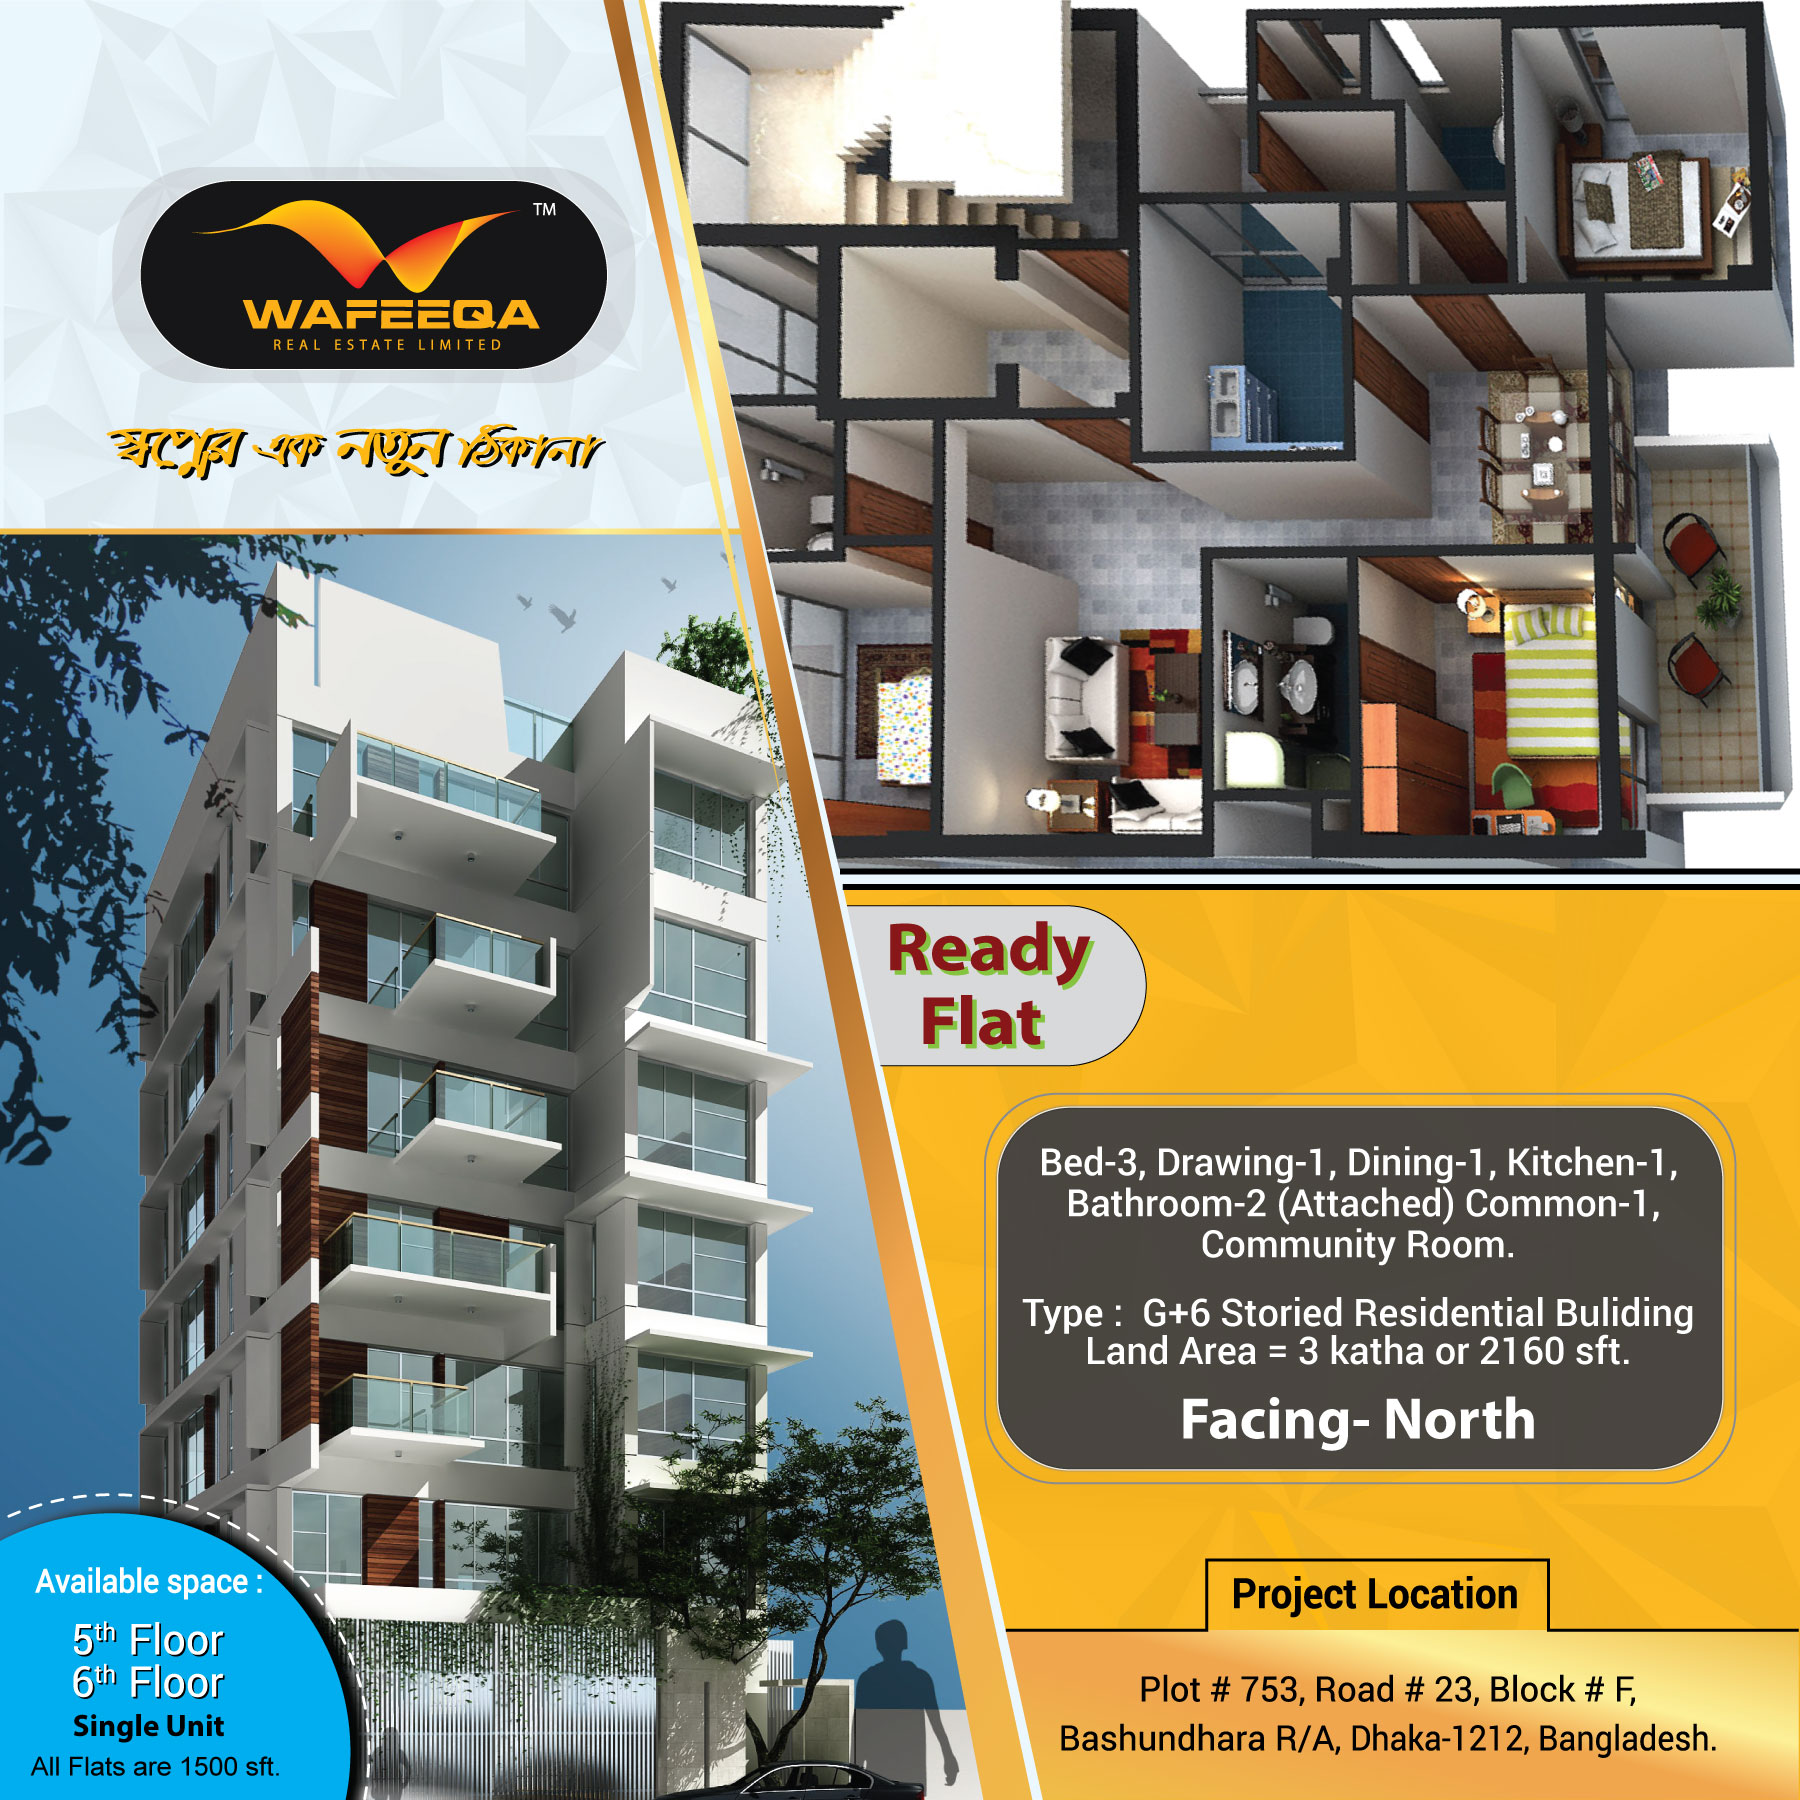 TM
WAFEEQA
REAL ESTATE LIMITED
স্বপ্নের এক নতুন ঠিকানা
Ready
Flat
Bed-3, Drawing-1, Dining-1, Kitchen-1,
Bathroom-2 (Attached) Common-1,
Community Room.
Type : G+6 Storied Residential Buliding
Land Area = 3 katha or 2160 sft.
Facing- North
Available space :
5th Floor
6th Floor
Single Unit
All Flats are 1500 sft.
Project Location
Plot # 753, Road # 23, Block # F,
Bashundhara R/A, Dhaka-1212, Bangladesh.